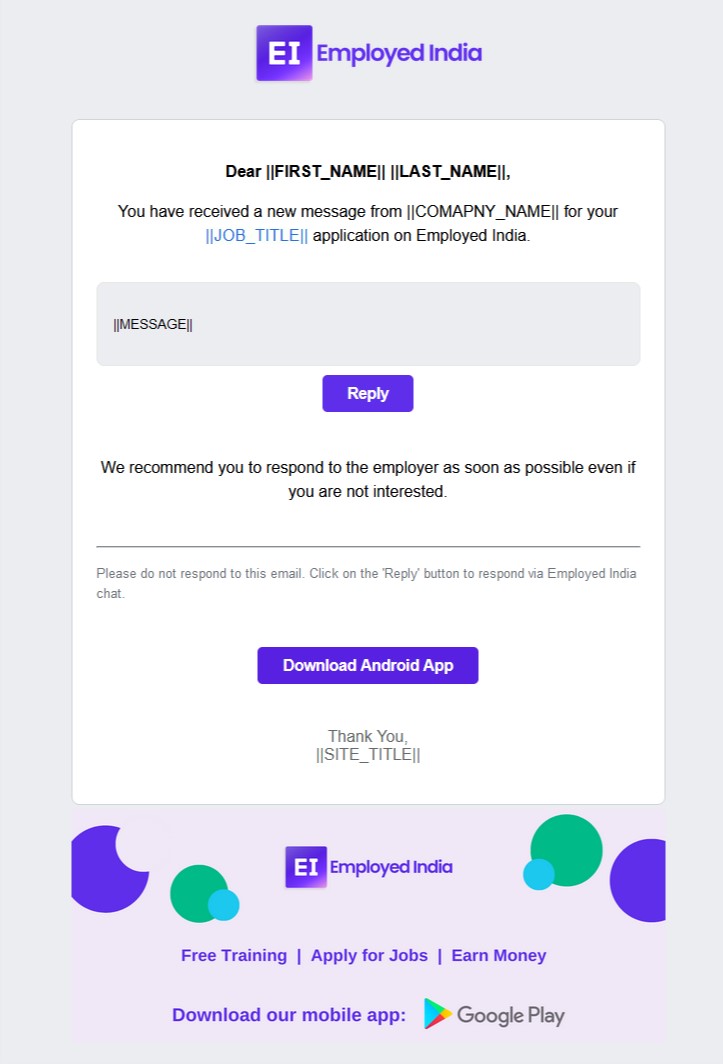 EI Employed India
Dear ||FIRST_NAME|| ||LAST_NAME||,
You have received a new message from ||COMAPNY_NAME|| for your
||JOB_TITLE|| application on Employed India.
||MESSAGE||
Reply
We recommend you to respond to the employer as soon as possible even if
you are not interested.
Please do not respond to this email. Click on the 'Reply' button to respond via Employed India
chat.
Download Android App
Thank You,
||SITE_TITLE||
EI Employed India
Free Training | Apply for Jobs | Earn Money
Download our mobile app: Google Play